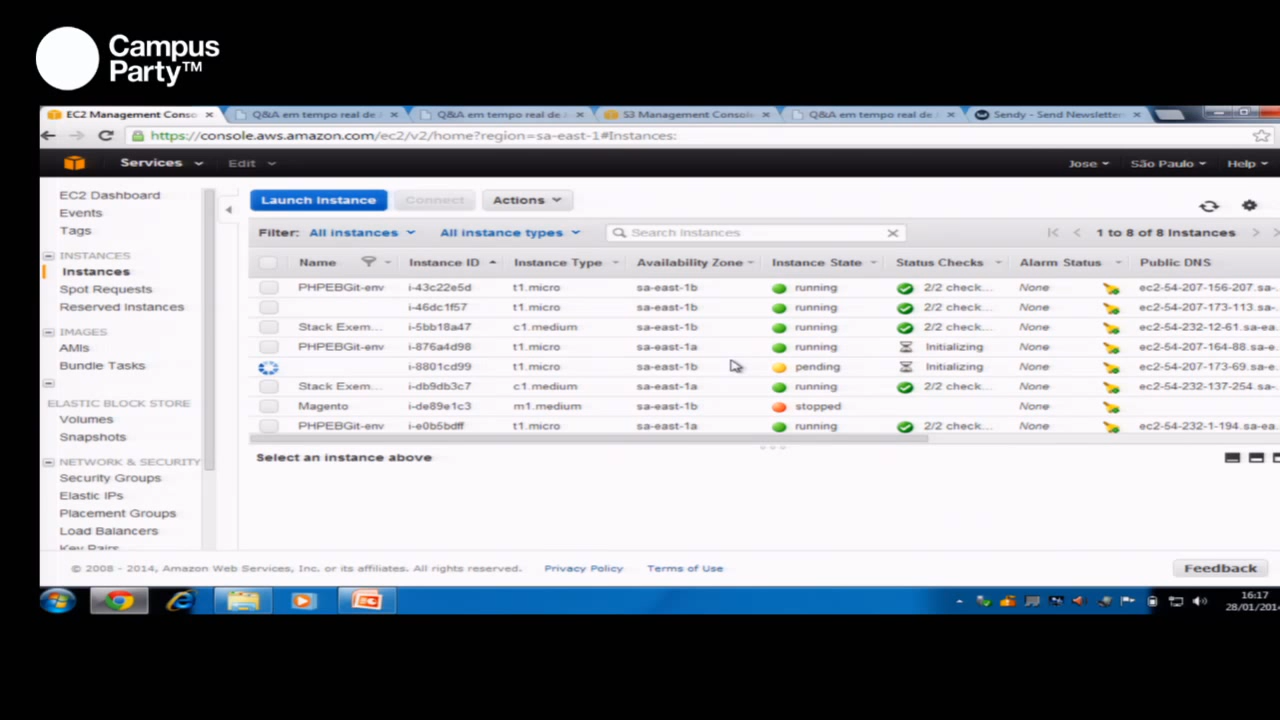 Campus
Party™
EC2 Management Conso
Q&A em tempo real de
Q&A em tempo real de
S3 Management Console
Q&A em tempo real de
Sendy - Send Newsletter
https://console.aws.amazon.com/ec2/v2/home?region=sa-east-1#Instances:
Services Edit Jose São Paulo Help
EC2 Dashboard
Events
Tags
INSTANCES
Instances
Spot Requests
Reserved Instances
IMAGES
AMIs
Bundle Tasks
ELASTIC BLOCK STORE
Volumes
Snapshots
NETWORK & SECURITY
Security Groups
Elastic IPs
Placement Groups
Load Balancers
Key Pairs
Launch Instance Connect Actions
Filter: All instances All instance types Search Instances 1 to 8 of 8 Instances
Name Instance ID Instance Type Availability Zone Instance State Status Checks Alarm Status Public DNS
PHPEBGit-env i-43c22e5d t1.micro sa-east-1b running 2/2 check... None ec2-54-207-156-207.sa-
i-46dc1f57 t1.micro sa-east-1b running 2/2 check... None ec2-54-207-173-113.sa-
Stack Exem... i-5bb18a47 c1.medium sa-east-1b running 2/2 check... None ec2-54-232-12-61.sa-ea
PHPEBGit-env i-876a4d98 t1.micro sa-east-1a running Initializing None ec2-54-207-164-88.sa-e
i-8801cd99 t1.micro sa-east-1b pending Initializing None ec2-54-207-173-69.sa-e
Stack Exem... i-db9db3c7 c1.medium sa-east-1a running 2/2 check... None ec2-54-232-137-254.sa-
Magento i-de89e1c3 m1.medium sa-east-1b stopped None
PHPEBGit-env i-e0b5bdff t1.micro sa-east-1a running 2/2 check... None ec2-54-232-1-194.sa-ea
Select an instance above
© 2008 - 2014, Amazon Web Services, Inc. or its affiliates. All rights reserved. Privacy Policy Terms of Use Feedback
16:17
28/01/2014